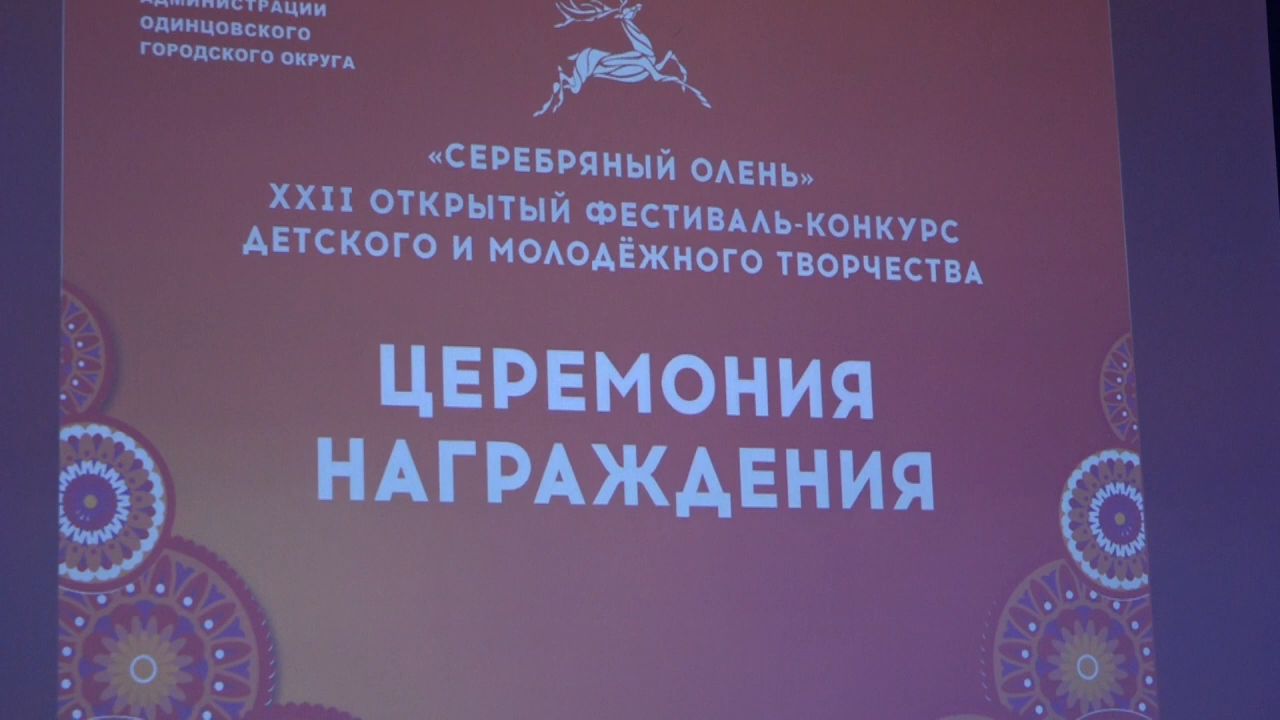 АДМИНИСТРАЦИИ
ОДИНЦОВСКОГО
ГОРОДСКОГО ОКРУГА
«СЕРЕБРЯНЫЙ ОЛЕНЬ»
XXII ОТКРЫТЫЙ ФЕСТИВАЛЬ-КОНКУРС
ДЕТСКОГО И МОЛОДЁЖНОГО ТВОРЧЕСТВА
ЦЕРЕМОНИЯ
НАГРАЖДЕНИЯ